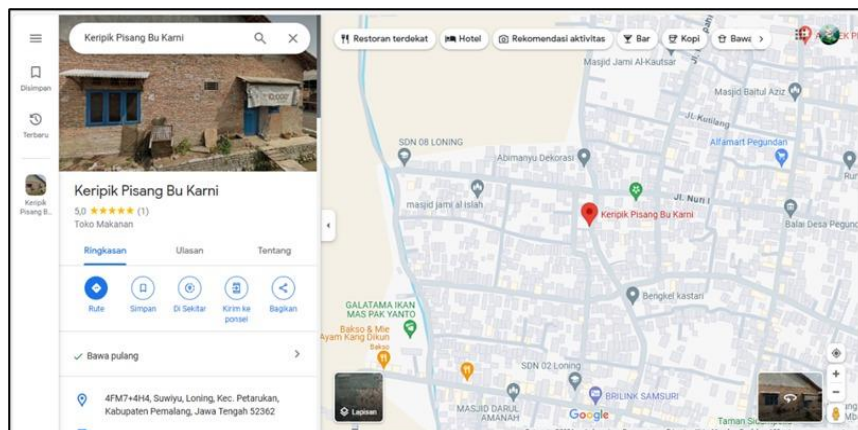 Keripik Pisang Bu Karni
Disimpan
Terbaru
Keripik
Pisang B...
10.000
Keripik Pisang Bu Karni
5,0 (1)
Toko Makanan
Ringkasan
Ulasan
Tentang
Rute
Simpan
Di Sekitar
Kirim ke
ponsel
Bagikan
Bawa pulang
4FM7+4H4, Suwiyu, Loning, Kec. Petarukan,
Kabupaten Pemalang, Jawa Tengah 52362
Restoran terdekat
Hotel
Rekomendasi aktivitas
Bar
Kopi
Bawa
Masjid Jami Al-Kautsar
Masjid Baitul Aziz
Jl. Kutilang
SDN 08 LONING
Abimanyu Dekorasi
Alfamart Pegundan
masjid jami al islah
Jl. Nuri I
Keripik Pisang Bu Karni
Balai Desa Pegund
Bengkel kastari
GALATAMA IKAN
MAS PAK YANTO
Bakso & Mie
Ayam Kang Dikun
Bakso
SDN 02 Loning
BRILINK SAMSURI
MASJID DARUL
AMANAH
Lapisan
Google